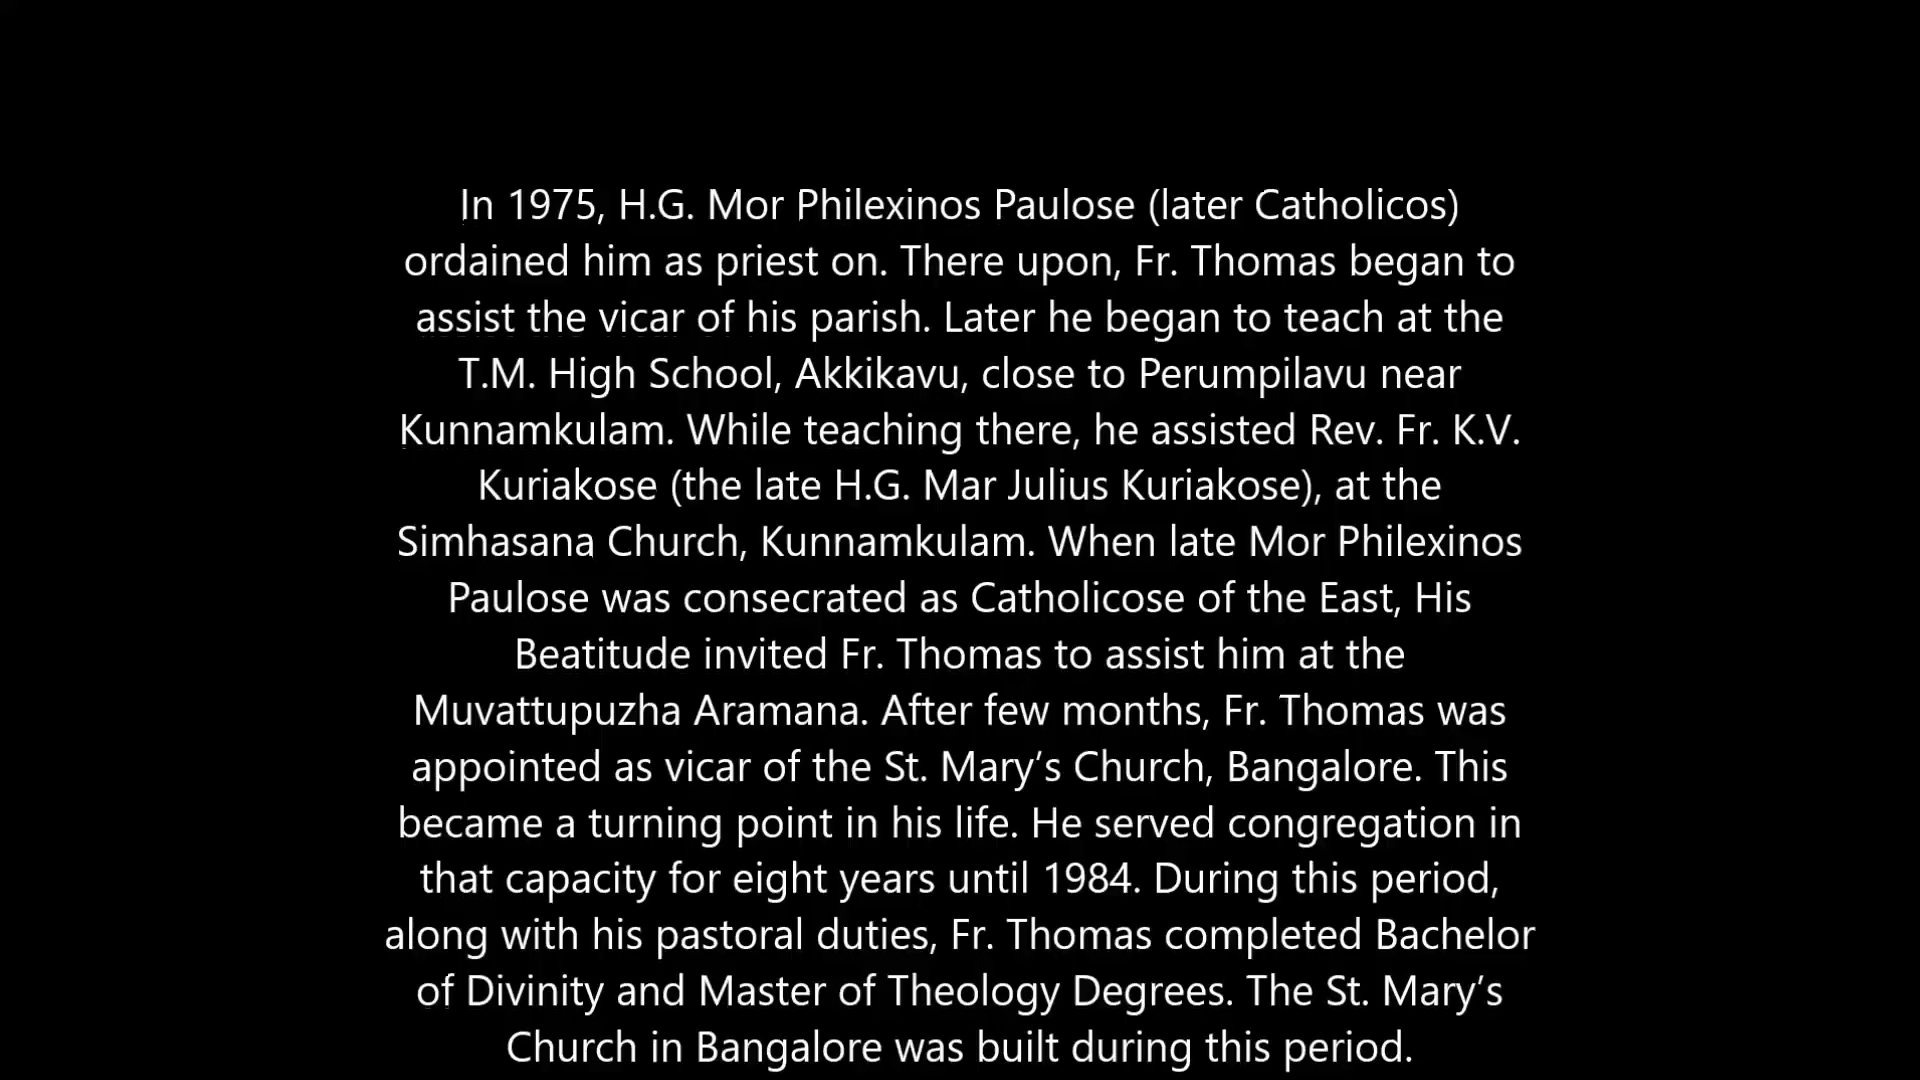 In 1975, H.G. Mor Philexinos Paulose (later Catholicos)
ordained him as priest on. There upon, Fr. Thomas began to
assist the vicar of his parish. Later he began to teach at the
T.M. High School, Akkikavu, close to Perumpilavu near
Kunnamkulam. While teaching there, he assisted Rev. Fr. K.V.
Kuriakose (the late H.G. Mar Julius Kuriakose), at the
Simhasana Church, Kunnamkulam. When late Mor Philexinos
Paulose was consecrated as Catholicose of the East, His
Beatitude invited Fr. Thomas to assist him at the
Muvattupuzha Aramana. After few months, Fr. Thomas was
appointed as vicar of the St. Mary’s Church, Bangalore. This
became a turning point in his life. He served congregation in
that capacity for eight years until 1984. During this period,
along with his pastoral duties, Fr. Thomas completed Bachelor
of Divinity and Master of Theology Degrees. The St. Mary’s
Church in Bangalore was built during this period.